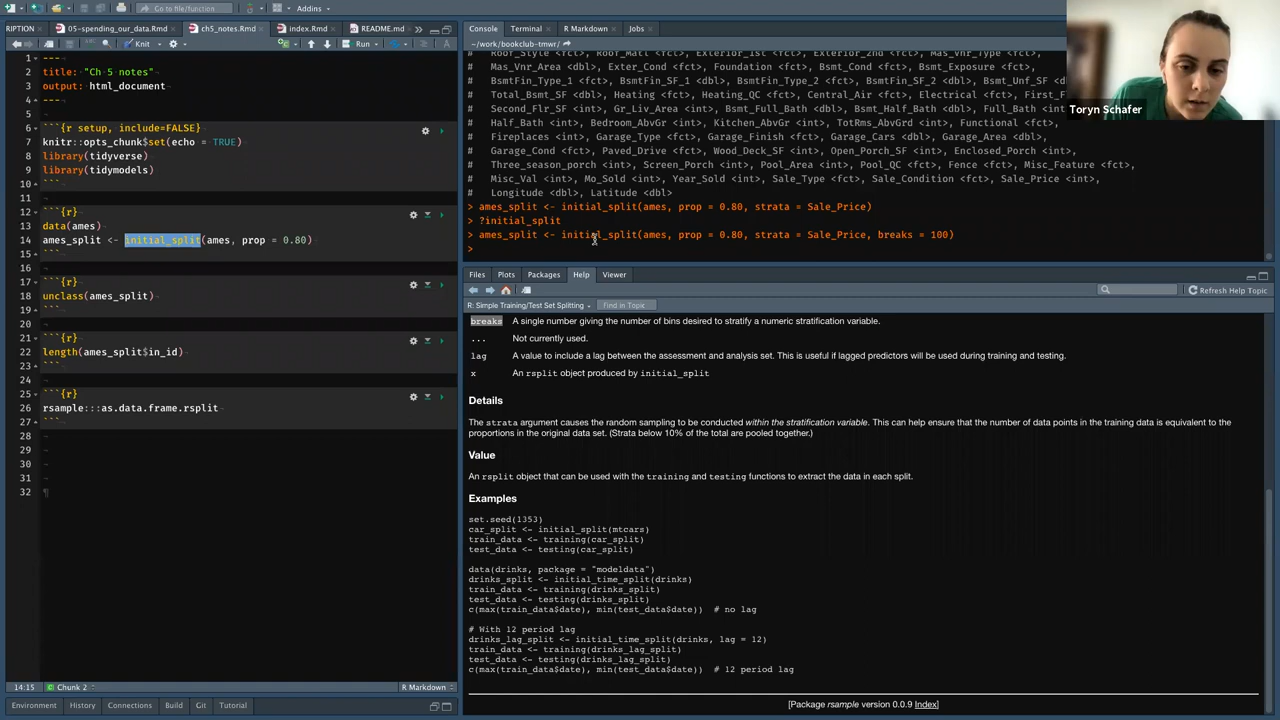 Go to file/function
Addins
RIPTION
05-spending_our_data.Rmd
ch5_notes.Rmd
index.Rmd
README.md
Knit
Run
1 ---
2 title: "Ch 5 notes"
3 output: html_document
4 ---
5
6 ```{r setup, include=FALSE}
7 knitr::opts_chunk$set(echo = TRUE)
8 library(tidyverse)
9 library(tidymodels)
10 ```
11
12 ```{r}
13 data(ames)
14 ames_split <- initial_split(ames, prop = 0.80)
15 ```
16
17 ```{r}
18 unclass(ames_split)
19 ```
20
21 ```{r}
22 length(ames_split$in_id)
23 ```
24
25 ```{r}
26 rsample:::as.data.frame.rsplit
27 ```
28
29
30
31
32
14:15
Chunk 2
R Markdown
Environment
History
Connections
Build
Git
Tutorial
Console
Terminal
R Markdown
Jobs
~/work/bookclub-tmwr/
# Roof_Style <fct>, Roof_Matl <fct>, Exterior_1st <fct>, Exterior_2nd <fct>, Mas_Vnr_Type <fct>,
# Mas_Vnr_Area <dbl>, Exter_Cond <fct>, Foundation <fct>, Bsmt_Cond <fct>, Bsmt_Exposure <fct>,
# BsmtFin_Type_1 <fct>, BsmtFin_SF_1 <dbl>, BsmtFin_Type_2 <fct>, BsmtFin_SF_2 <dbl>, Bsmt_Unf_SF <dbl>,
# Total_Bsmt_SF <dbl>, Heating <fct>, Heating_QC <fct>, Central_Air <fct>, Electrical <fct>, First
# Second_Flr_SF <int>, Gr_Liv_Area <int>, Bsmt_Full_Bath <dbl>, Bsmt_Half_Bath <dbl>, Full_Bath <int>,
# Half_Bath <int>, Bedroom_AbvGr <int>, Kitchen_AbvGr <int>, TotRms_AbvGrd <int>, Functional <fct>,
# Fireplaces <int>, Garage_Type <fct>, Garage_Finish <fct>, Garage_Cars <dbl>, Garage_Area <dbl>,
# Garage_Cond <fct>, Paved_Drive <fct>, Wood_Deck_SF <int>, Open_Porch_SF <int>, Enclosed_Porch <int>,
# Three_season_porch <int>, Screen_Porch <int>, Pool_Area <int>, Pool_QC <fct>, Fence <fct>, Misc_Feature <fct>,
# Misc_Val <int>, Mo_Sold <int>, Year_Sold <int>, Sale_Type <fct>, Sale_Condition <fct>, Sale_Price <int>,
# Longitude <dbl>, Latitude <dbl>
> ames_split <- initial_split(ames, prop = 0.80, strata = Sale_Price)
> ?initial_split
> ames_split <- initial_split(ames, prop = 0.80, strata = Sale_Price, breaks = 100)
>
Files
Plots
Packages
Help
Viewer
Refresh Help Topic
R: Simple Training/Test Set Splitting
Find in Topic
breaks A single number giving the number of bins desired to stratify a numeric stratification variable.
... Not currently used.
lag A value to include a lag between the assessment and analysis set. This is useful if lagged predictors will be used during training and testing.
x An rsplit object produced by initial_split
Details
The strata argument causes the random sampling to be conducted within the stratification variable. This can help ensure that the number of data points in the training data is equivalent to the
proportions in the original data set. (Strata below 10% of the total are pooled together.)
Value
An rsplit object that can be used with the training and testing functions to extract the data in each split.
Examples
set.seed(1353)
car_split <- initial_split(mtcars)
train_data <- training(car_split)
test_data <- testing(car_split)
data(drinks, package = "modeldata")
drinks_split <- initial_time_split(drinks)
train_data <- training(drinks_split)
test_data <- testing(drinks_split)
c(max(train_data$date), min(test_data$date)) # no lag
# With 12 period lag
drinks_lag_split <- initial_time_split(drinks, lag = 12)
train_data <- training(drinks_lag_split)
test_data <- testing(drinks_lag_split)
c(max(train_data$date), min(test_data$date)) # 12 period lag
[Package rsample version 0.0.9 Index]
Toryn Schafer